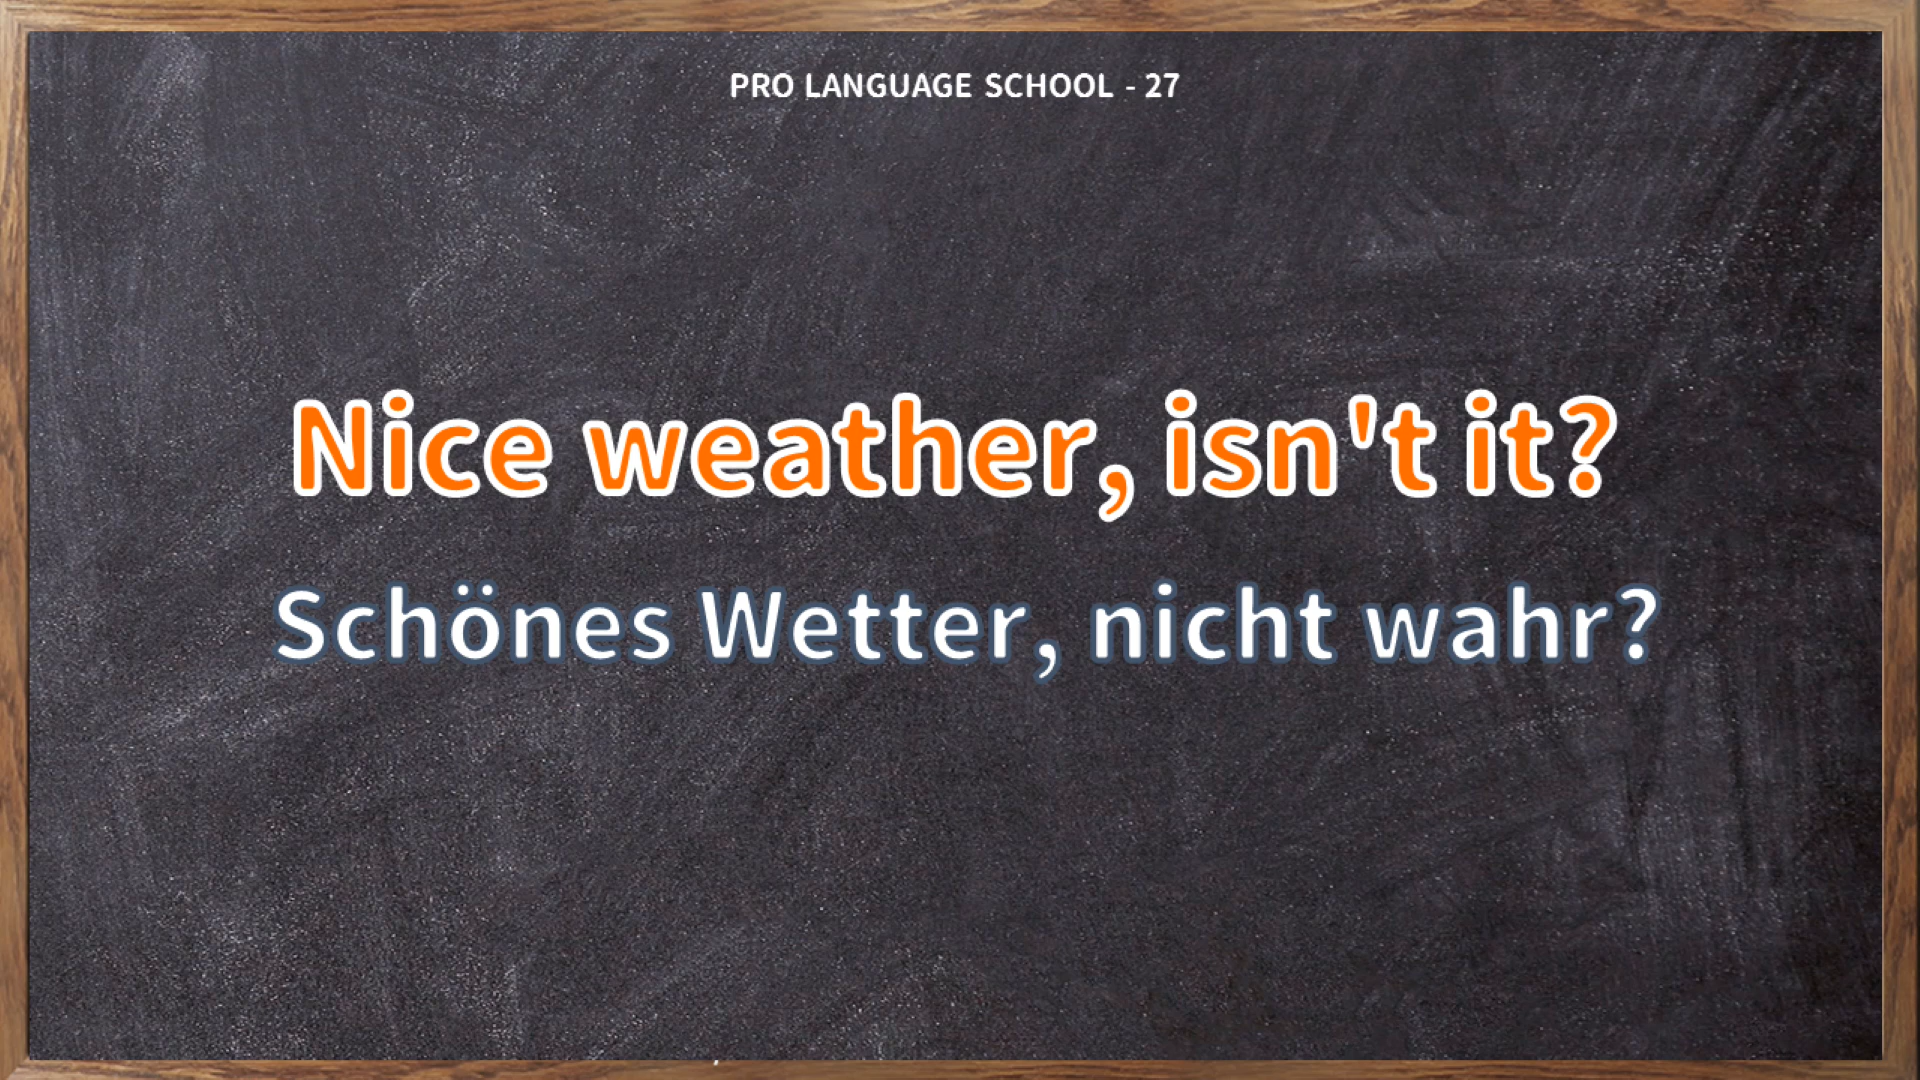 PRO LANGUAGE SCHOOL - 27
Nice weather, isn't it?
Schönes Wetter, nicht wahr?